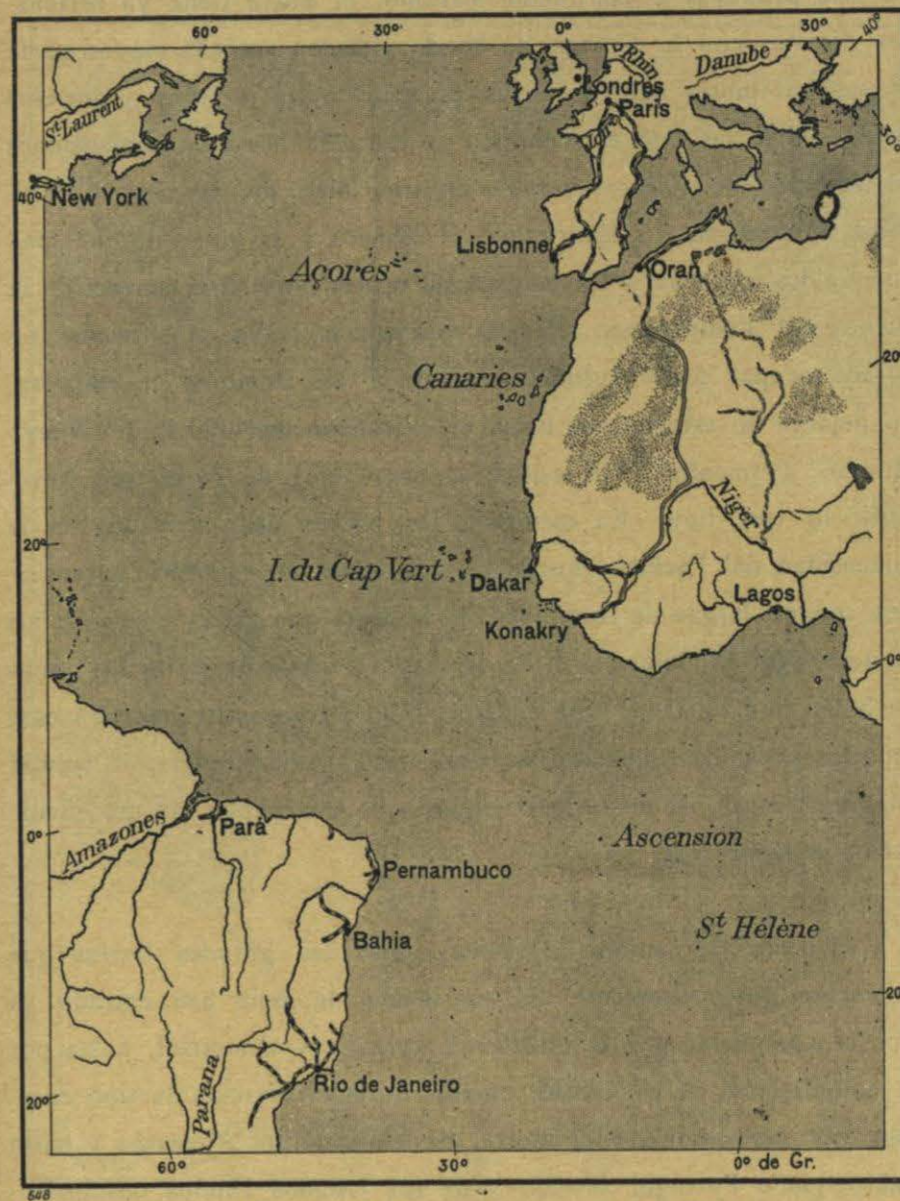 60°
30°
0°
30°
40°
Rhin
Danube
Londres
Paris
St Laurent
Loire
30°
40°
New York
Lisbonne
Oran
Açores
20°
Canaries
Niger
20°
I. du Cap Vert
Dakar
Lagos
Konakry
0°
Amazones
Pará
0°
Ascension
Pernambuco
St Hélène
Bahia
20°
Parana
Rio de Janeiro
20°
60°
30°
0° de Gr.
548